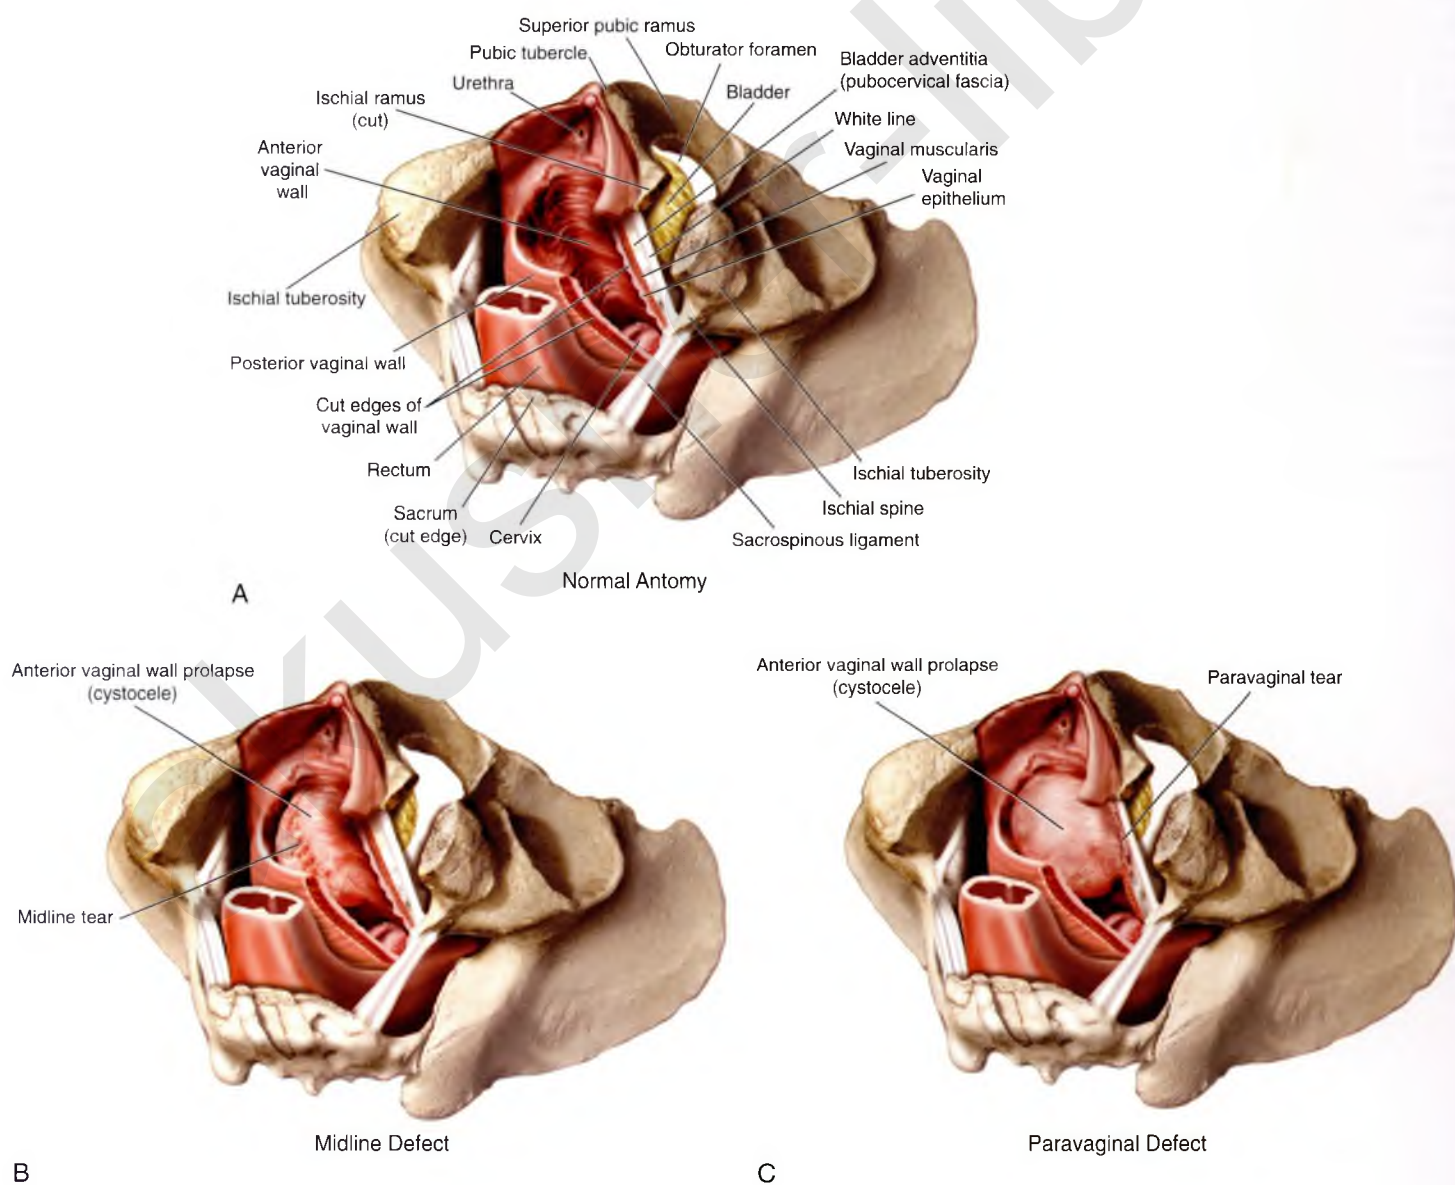 Superior pubic ramus
Pubic tubercle
Obturator foramen
Urethra
Bladder adventitia
(pubocervical fascia)
Ischial ramus
(cut)
Bladder
White line
Anterior
vaginal
wall
Vaginal muscularis
Vaginal
epithelium
Ischial tuberosity
Posterior vaginal wall
Cut edges of
vaginal wall
Rectum
Ischial tuberosity
Sacrum
(cut edge)
Cervix
Ischial spine
Sacrospinous ligament
A
Normal Antomy
Anterior vaginal wall prolapse
(cystocele)
Midline tear
Midline Defect
B
Anterior vaginal wall prolapse
(cystocele)
Paravaginal tear
Paravaginal Defect
C